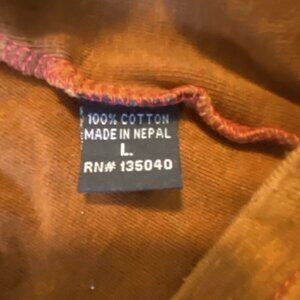 100% COTTON
MADE IN NEPAL
L.
RN# 135040